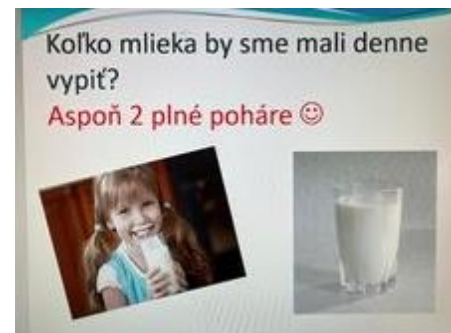 Koľko mlieka by sme mali denne
vypiť?
Aspoň 2 plné poháre ☺